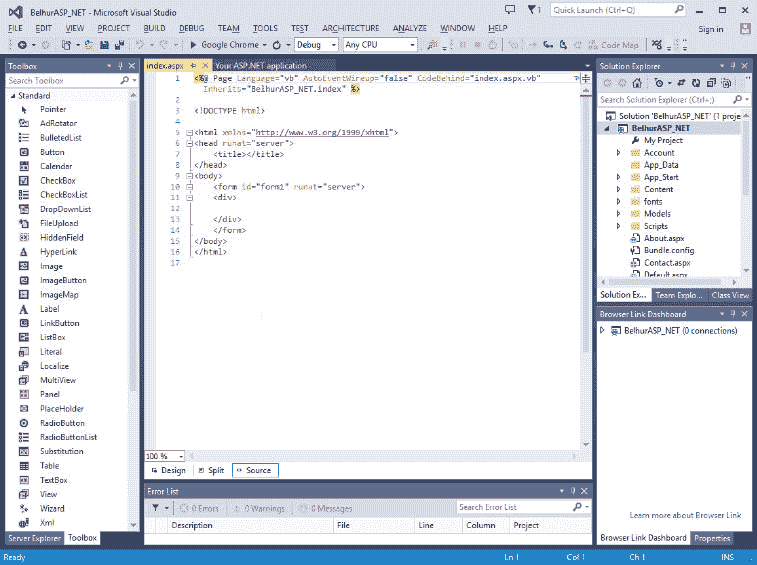 BelhurASP_NET - Microsoft Visual Studio
1
Quick Launch (Ctrl+Q)
FILE EDIT VIEW PROJECT BUILD DEBUG TEAM TOOLS TEST ARCHITECTURE ANALYZE WINDOW HELP
Sign in
Google Chrome
Debug
Any CPU
Code Map
Toolbox
Search Toolbox
Standard
Pointer
AdRotator
BulletedList
Button
Calendar
CheckBox
CheckBoxList
DropDownList
FileUpload
HiddenField
HyperLink
Image
ImageButton
ImageMap
Label
LinkButton
ListBox
Literal
Localize
MultiView
Panel
PlaceHolder
RadioButton
RadioButtonList
Substitution
Table
TextBox
View
Wizard
Xml
Server Explorer Toolbox
index.aspx Your ASP.NET application
1 <%@ Page Language="vb" AutoEventWireup="false" CodeBehind="index.aspx.vb"
Inherits="BelhurASP_NET.index" %>
2
3 <!DOCTYPE html>
4
5 <html xmlns="http://www.w3.org/1999/xhtml">
6 <head runat="server">
7 <title></title>
8 </head>
9 <body>
10 <form id="form1" runat="server">
11 <div>
12
13 </div>
14 </form>
15 </body>
16 </html>
17
100 %
Design Split Source
Error List
0 Errors 0 Warnings 0 Messages
Search Error List
Description File Line Column Project
Solution Explorer
Search Solution Explorer (Ctrl+;)
Solution 'BelhurASP_NET' (1 proje
BelhurASP_NET
My Project
Account
App_Data
App_Start
Content
fonts
Models
Scripts
About.aspx
Bundle.config
Contact.aspx
Default.aspx
Solution Ex... Team Explo... Class View
Browser Link Dashboard
BelhurASP_NET (0 connections)
Learn more about Browser Link
Browser Link Dashboard Properties
Ready
Ln 1 Col 1 Ch 1 INS